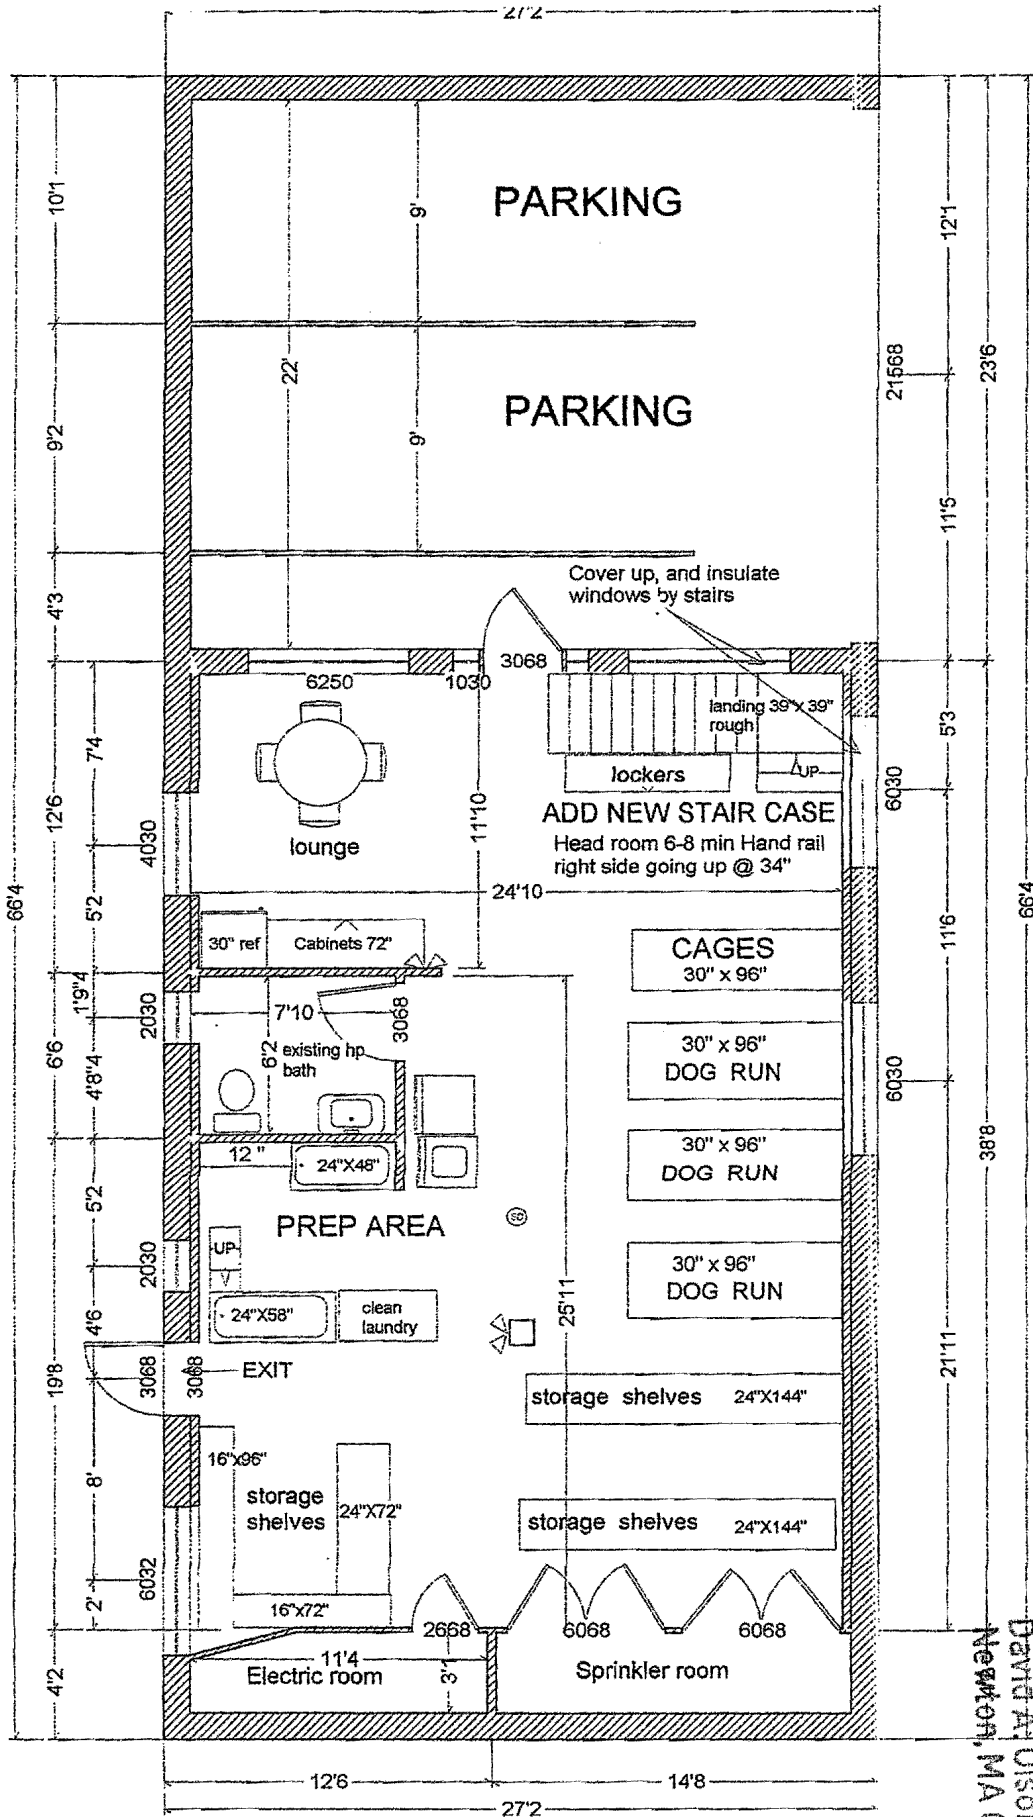 27'2
PARKING
9'
10'1
12'1
22'
PARKING
9'
9'2
21568
23'6
11'5
4'3
Cover up, and insulate
windows by stairs
3068
6250
1030
landing 39"x 39"
rough
5'3
7'4
lockers
UP
6030
12'6
ADD NEW STAIR CASE
Head room 6-8 min Hand rail
right side going up @ 34"
11'10
lounge
4030
24'10
66'4
66'4
5'2
30" ref
Cabinets 72"
CAGES
30" x 96"
11'6
1'9"4
2030
7'10
3068
6'2
existing hp
bath
30" x 96"
DOG RUN
6030
6'6
4'8"4
12 "
24"X48"
30" x 96"
DOG RUN
38'8
5'2
PREP AREA
SD
UP
2030
30" x 96"
DOG RUN
25'11
4'6
24"X58"
clean
laundry
19'8
3068
3068
EXIT
storage shelves 24"X144"
21'11
16"x96"
8'
storage
shelves
24"X72"
storage shelves 24"X144"
6032
2'
16"x72"
2668
6068
6068
11'4
Electric room
3'1
Sprinkler room
4'2
David A. Olson
Newton, MA
12'6
14'8
27'2